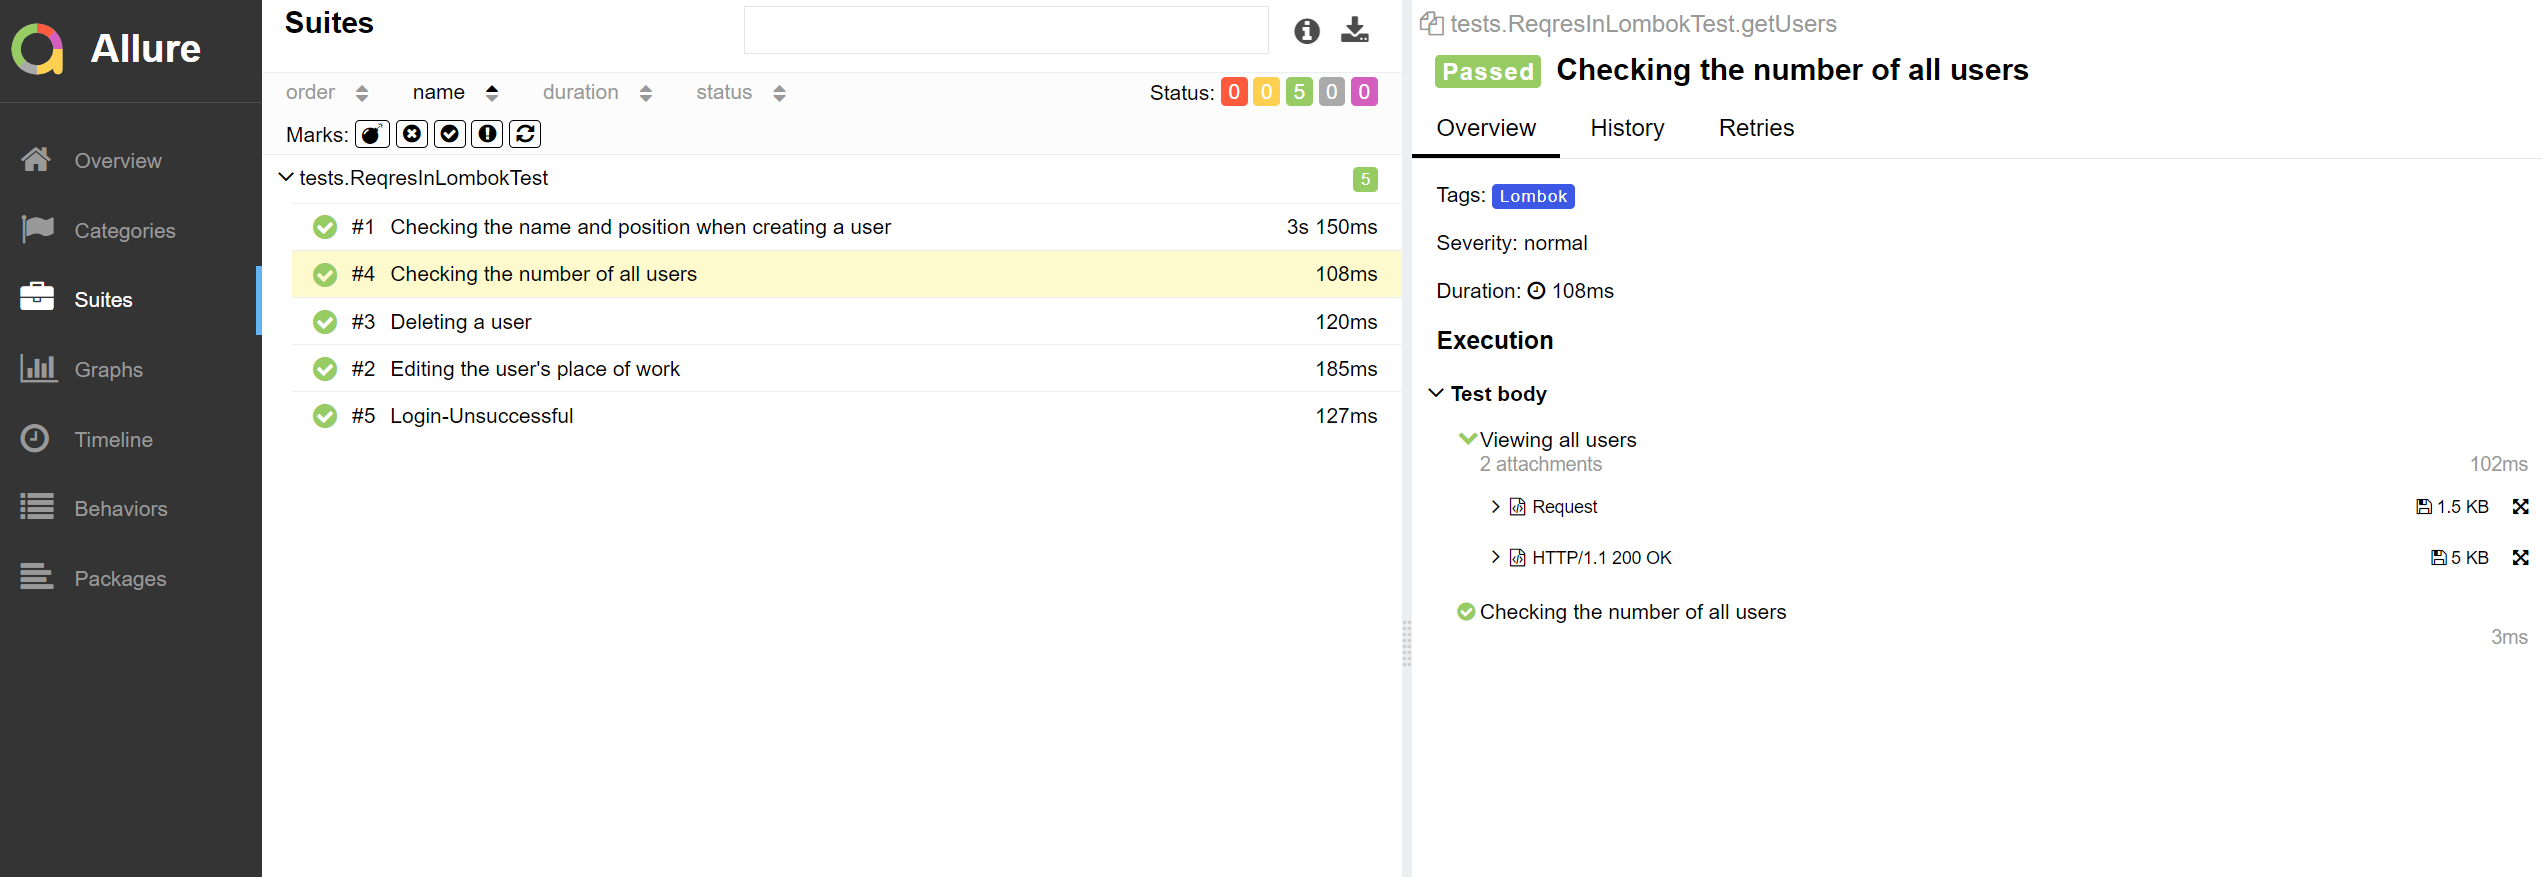 Allure
Overview
Categories
Suites
Graphs
Timeline
Behaviors
Packages
Suites
order name duration status Status: 0 0 5 0 0
Marks:
tests.ReqresInLombokTest 5
#1 Checking the name and position when creating a user 3s 150ms
#4 Checking the number of all users 108ms
#3 Deleting a user 120ms
#2 Editing the user's place of work 185ms
#5 Login-Unsuccessful 127ms
tests.ReqresInLombokTest.getUsers
Passed Checking the number of all users
Overview History Retries
Tags: Lombok
Severity: normal
Duration: 108ms
Execution
Test body
Viewing all users
2 attachments 102ms
Request 1.5 KB
HTTP/1.1 200 OK 5 KB
Checking the number of all users
3ms